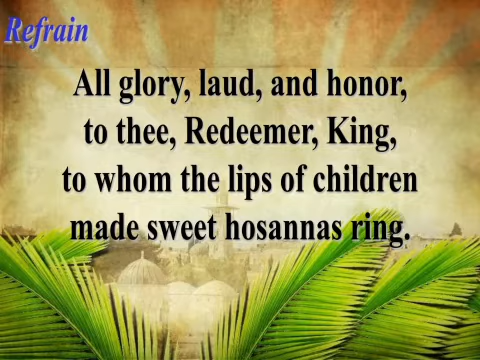 Refrain
All glory, laud, and honor,
to thee, Redeemer, King,
to whom the lips of children
made sweet hosannas ring.